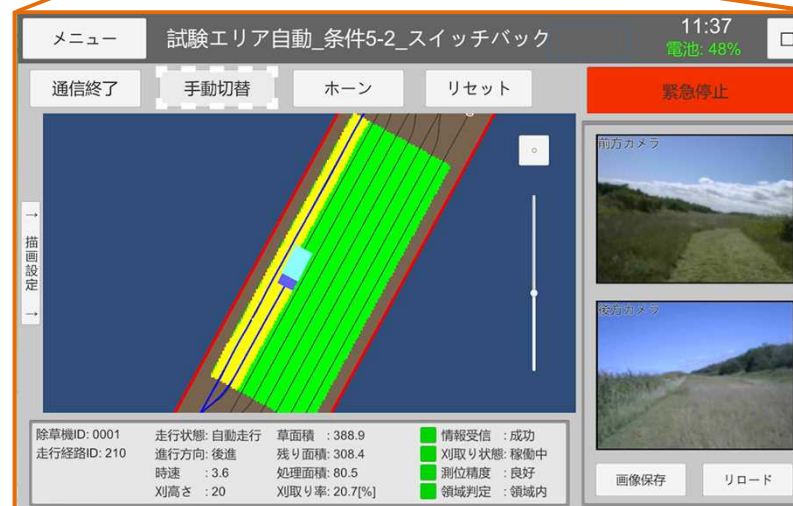 メニュー
試験エリア自動_条件5-2_スイッチバック
11:37
電池: 48%
通信終了
手動切替
ホーン
リセット
緊急停止
→
描画設定
→
前方カメラ
後方カメラ
除草機ID: 0001
走行経路ID: 210
走行状態: 自動走行
進行方向: 後進
時速 : 3.6
刈高さ : 20
草面積 : 388.9
残り面積: 308.4
処理面積: 80.5
刈取り率: 20.7[%]
情報受信 : 成功
刈取り状態: 稼働中
測位精度 : 良好
領域判定 : 領域内
画像保存
リロード